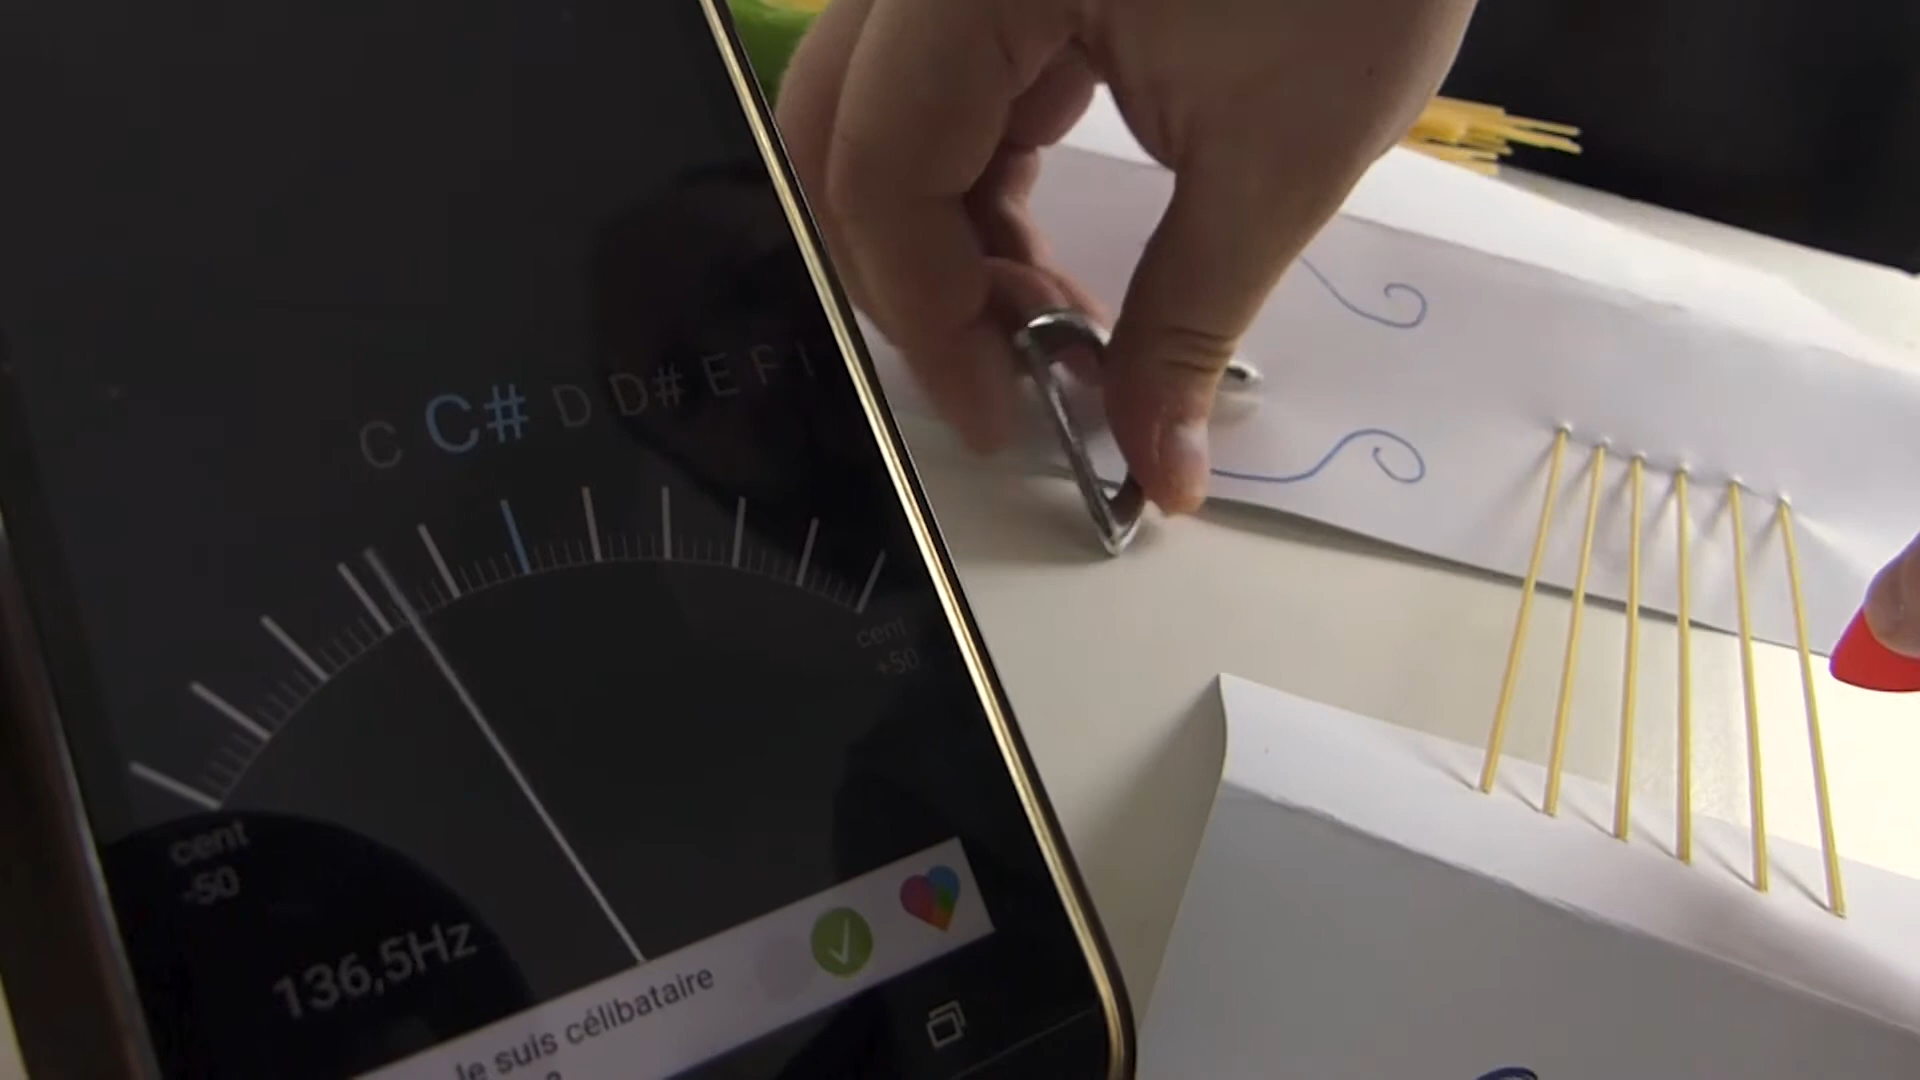 C C# D D# E F
cent
+50
cent
-50
136,5Hz
Je suis célibataire